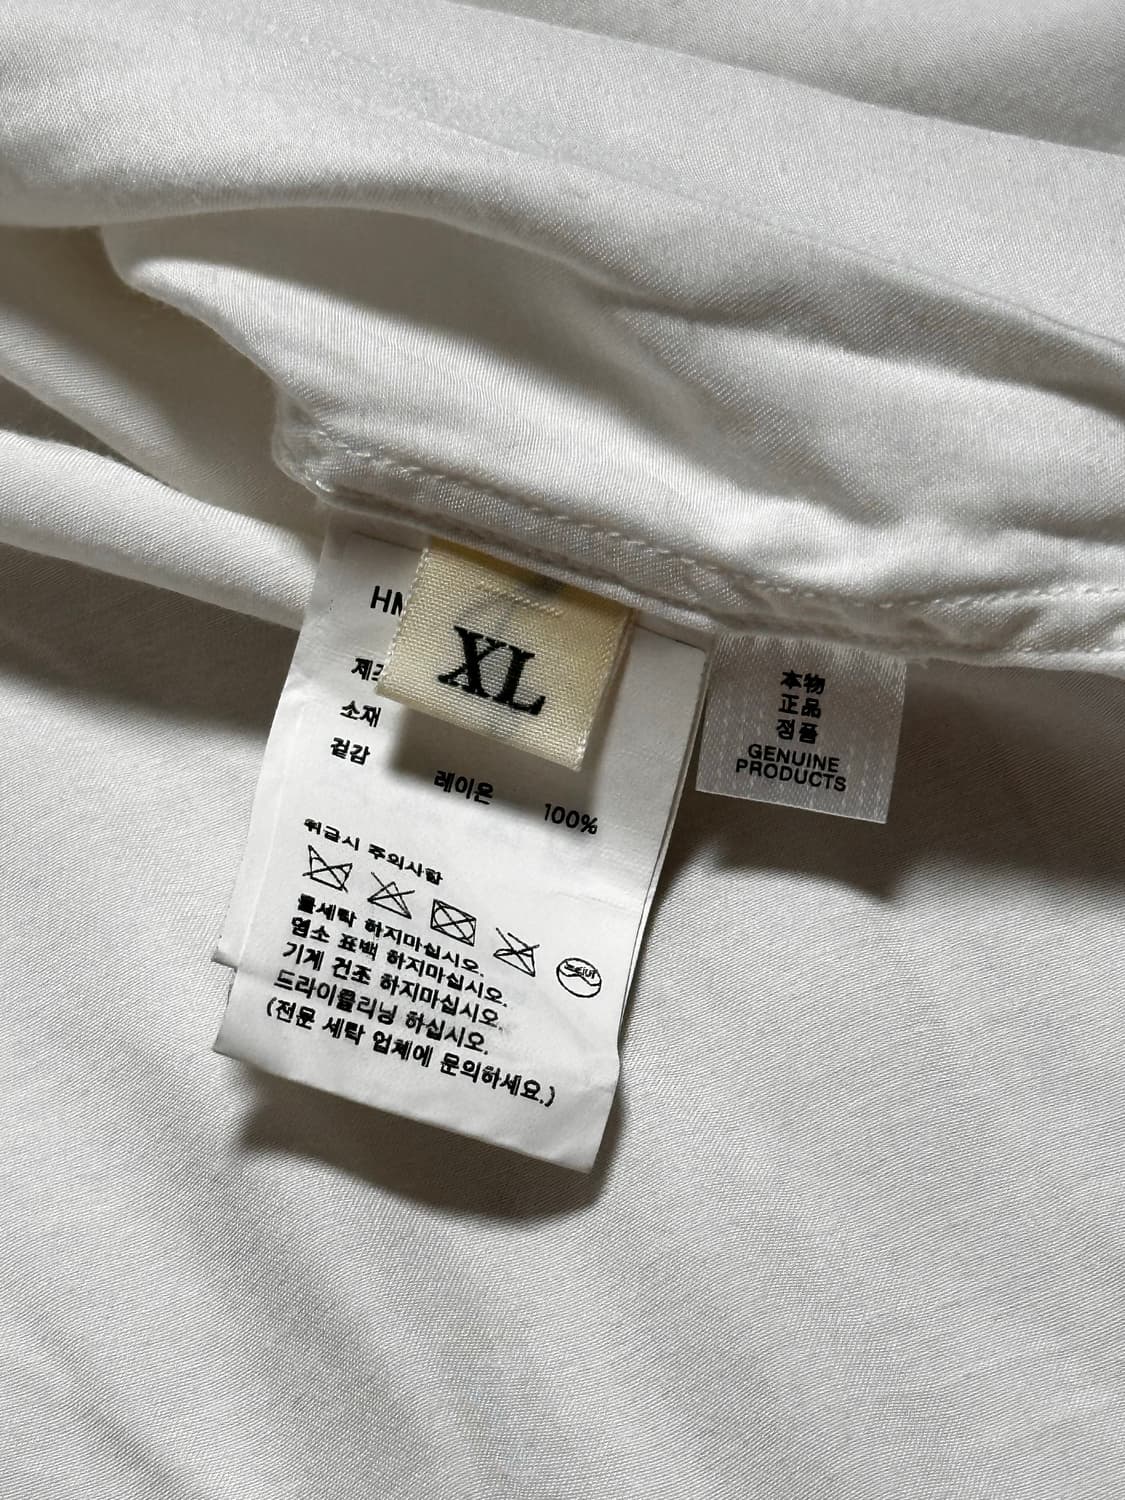 XL
HM
제조
소재
겉감
레이온 100%
취급시 주의사항
물세탁 하지마십시오.
염소 표백 하지마십시오.
기계 건조 하지마십시오.
드라이클리닝 하십시오.
(전문 세탁 업체에 문의하세요.)
本物
正品
정품
GENUINE
PRODUCTS